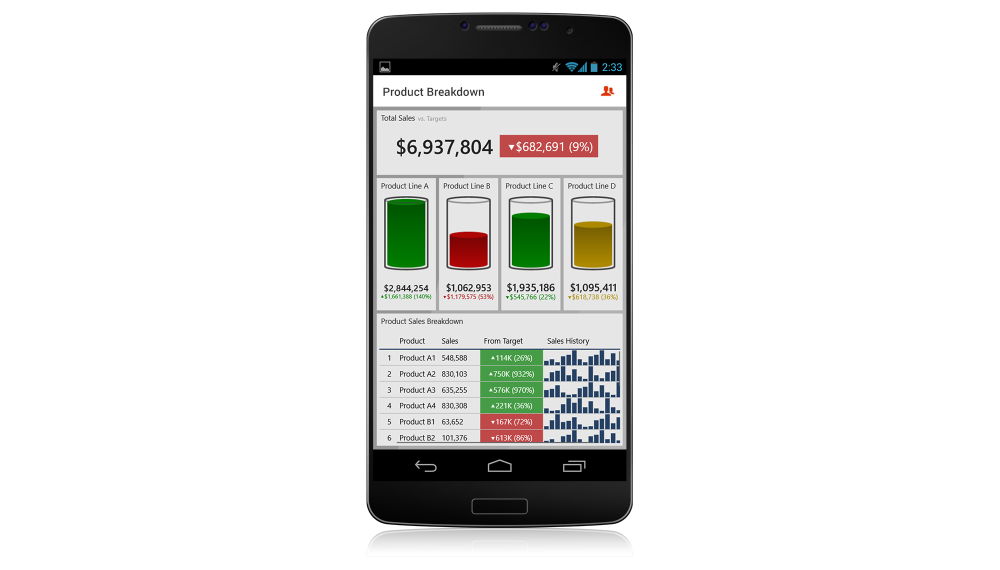 2:33
Product Breakdown
Total Sales vs. Targets
$6,937,804 ▼$682,691 (9%)
Product Line A Product Line B Product Line C Product Line D
$2,844,254 $1,062,953 $1,935,186 $1,095,411
▲$1,661,388 (140%) ▼$1,179,575 (53%) ▼$545,766 (22%) ▼$618,738 (36%)
Product Sales Breakdown
Product Sales From Target Sales History
1 Product A1 548,588 ▲114K (26%)
2 Product A2 830,103 ▲750K (932%)
3 Product A3 635,255 ▲576K (970%)
4 Product A4 830,308 ▲221K (36%)
5 Product B1 63,652 ▼167K (72%)
6 Product B2 101,376 ▼613K (86%)